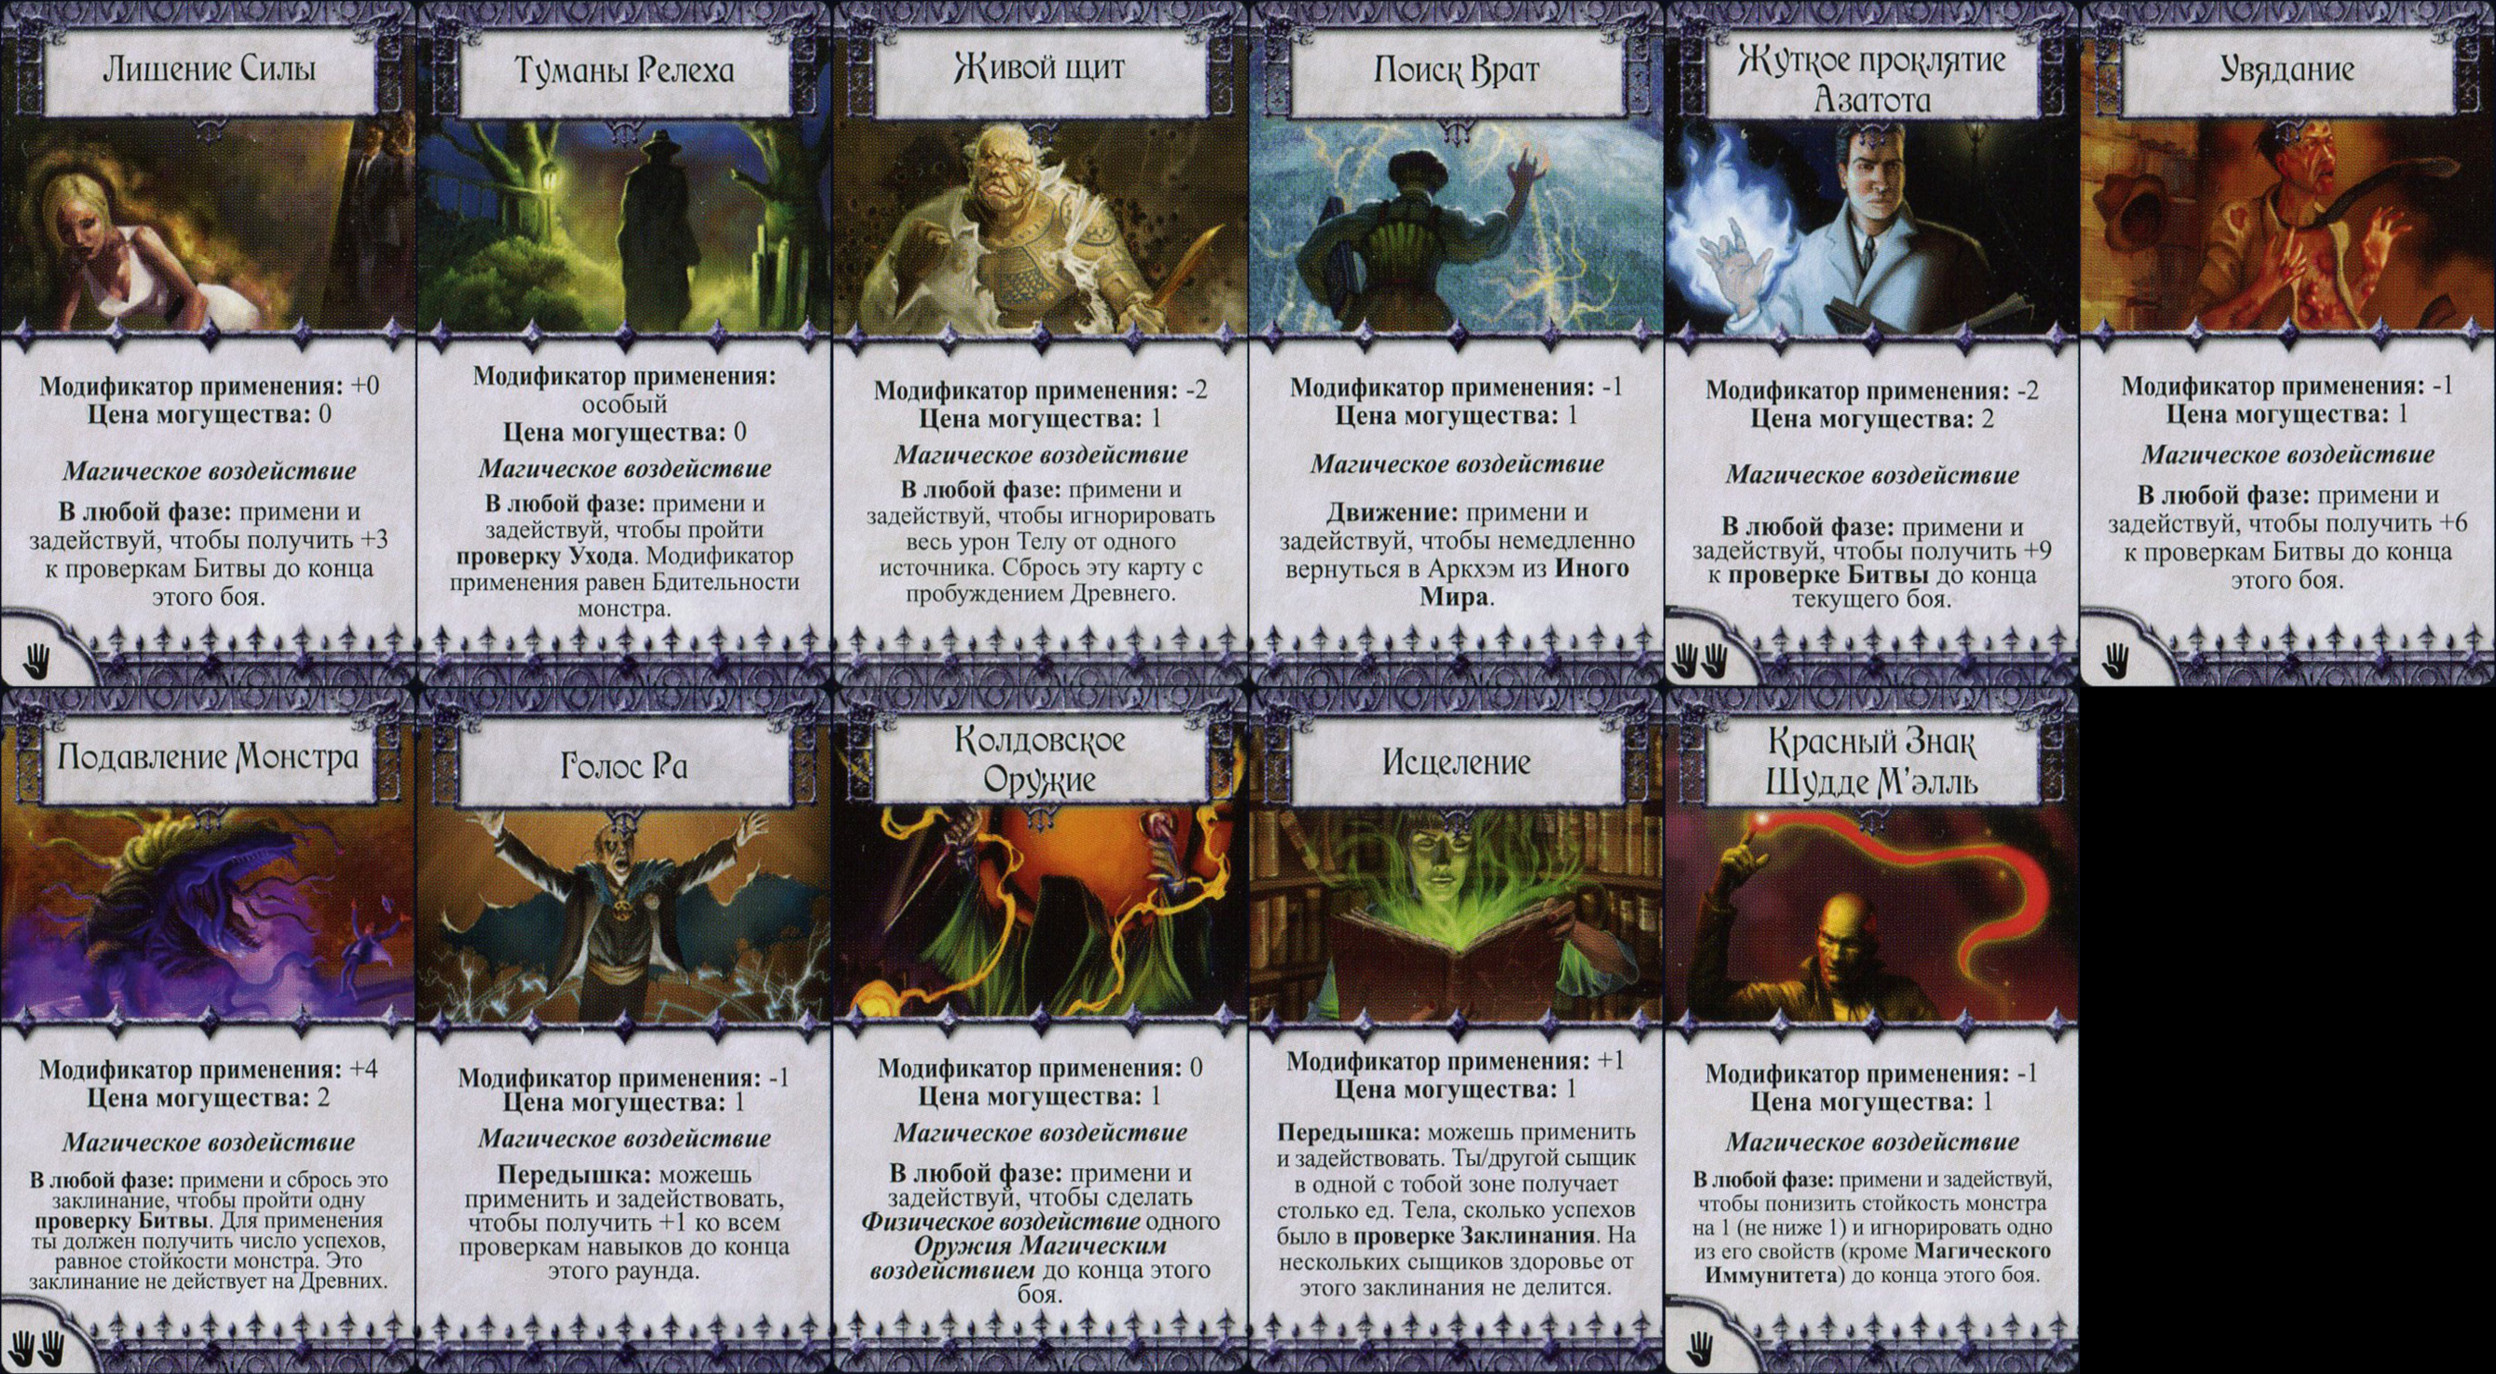 Лишение Силы
Модификатор применения: +0
Цена могущества: 0
Магическое воздействие
В любой фазе: примени и
задействуй, чтобы получить +3
к проверкам Битвы до конца
этого боя.
Туманы Релеха
Модификатор применения:
особый
Цена могущества: 0
Магическое воздействие
В любой фазе: примени и
задействуй, чтобы пройти
проверку Ухода. Модификатор
применения равен Бдительности
монстра.
Живой щит
Модификатор применения: -2
Цена могущества: 1
Магическое воздействие
В любой фазе: примени и
задействуй, чтобы игнорировать
весь урон Телу от одного
источника. Сбрось эту карту с
пробуждением Древнего.
Поиск Врат
Модификатор применения: -1
Цена могущества: 1
Магическое воздействие
Движение: примени и
задействуй, чтобы немедленно
вернуться в Аркхэм из Иного
Мира.
Жуткое проклятие
Азатота
Модификатор применения: -2
Цена могущества: 2
Магическое воздействие
В любой фазе: примени и
задействуй, чтобы получить +9
к проверке Битвы до конца
текущего боя.
Увядание
Модификатор применения: -1
Цена могущества: 1
Магическое воздействие
В любой фазе: примени и
задействуй, чтобы получить +6
к проверкам Битвы до конца
этого боя.
Подавление Монстра
Модификатор применения: +4
Цена могущества: 2
Магическое воздействие
В любой фазе: примени и сбрось это
заклинание, чтобы пройти одну
проверку Битвы. Для применения
ты должен получить число успехов,
равное стойкости монстра. Это
заклинание не действует на Древних.
Голос Ра
Модификатор применения: -1
Цена могущества: 1
Магическое воздействие
Передышка: можешь
применить и задействовать,
чтобы получить +1 ко всем
проверкам навыков до конца
этого раунда.
Колдовское
Оружие
Модификатор применения: 0
Цена могущества: 1
Магическое воздействие
В любой фазе: примени и
задействуй, чтобы сделать
Физическое воздействие одного
Оружия Магическим
воздействием до конца этого
боя.
Исцеление
Модификатор применения: +1
Цена могущества: 1
Передышка: можешь применить
и задействовать. Ты/другой сыщик
в одной с тобой зоне получает
столько ед. Тела, сколько успехов
было в проверке Заклинания. На
нескольких сыщиков здоровье от
этого заклинания не делится.
Красный Знак
Шудде М'элль
Модификатор применения: -1
Цена могущества: 1
Магическое воздействие
В любой фазе: примени и задействуй,
чтобы понизить стойкость монстра
на 1 (не ниже 1) и игнорировать одно
из его свойств (кроме Магического
Иммунитета) до конца этого боя.